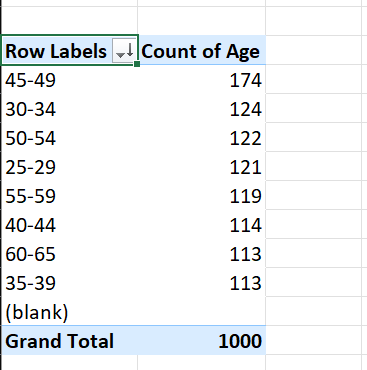 Row Labels Count of Age
45-49 174
30-34 124
50-54 122
25-29 121
55-59 119
40-44 114
60-65 113
35-39 113
(blank)
Grand Total 1000